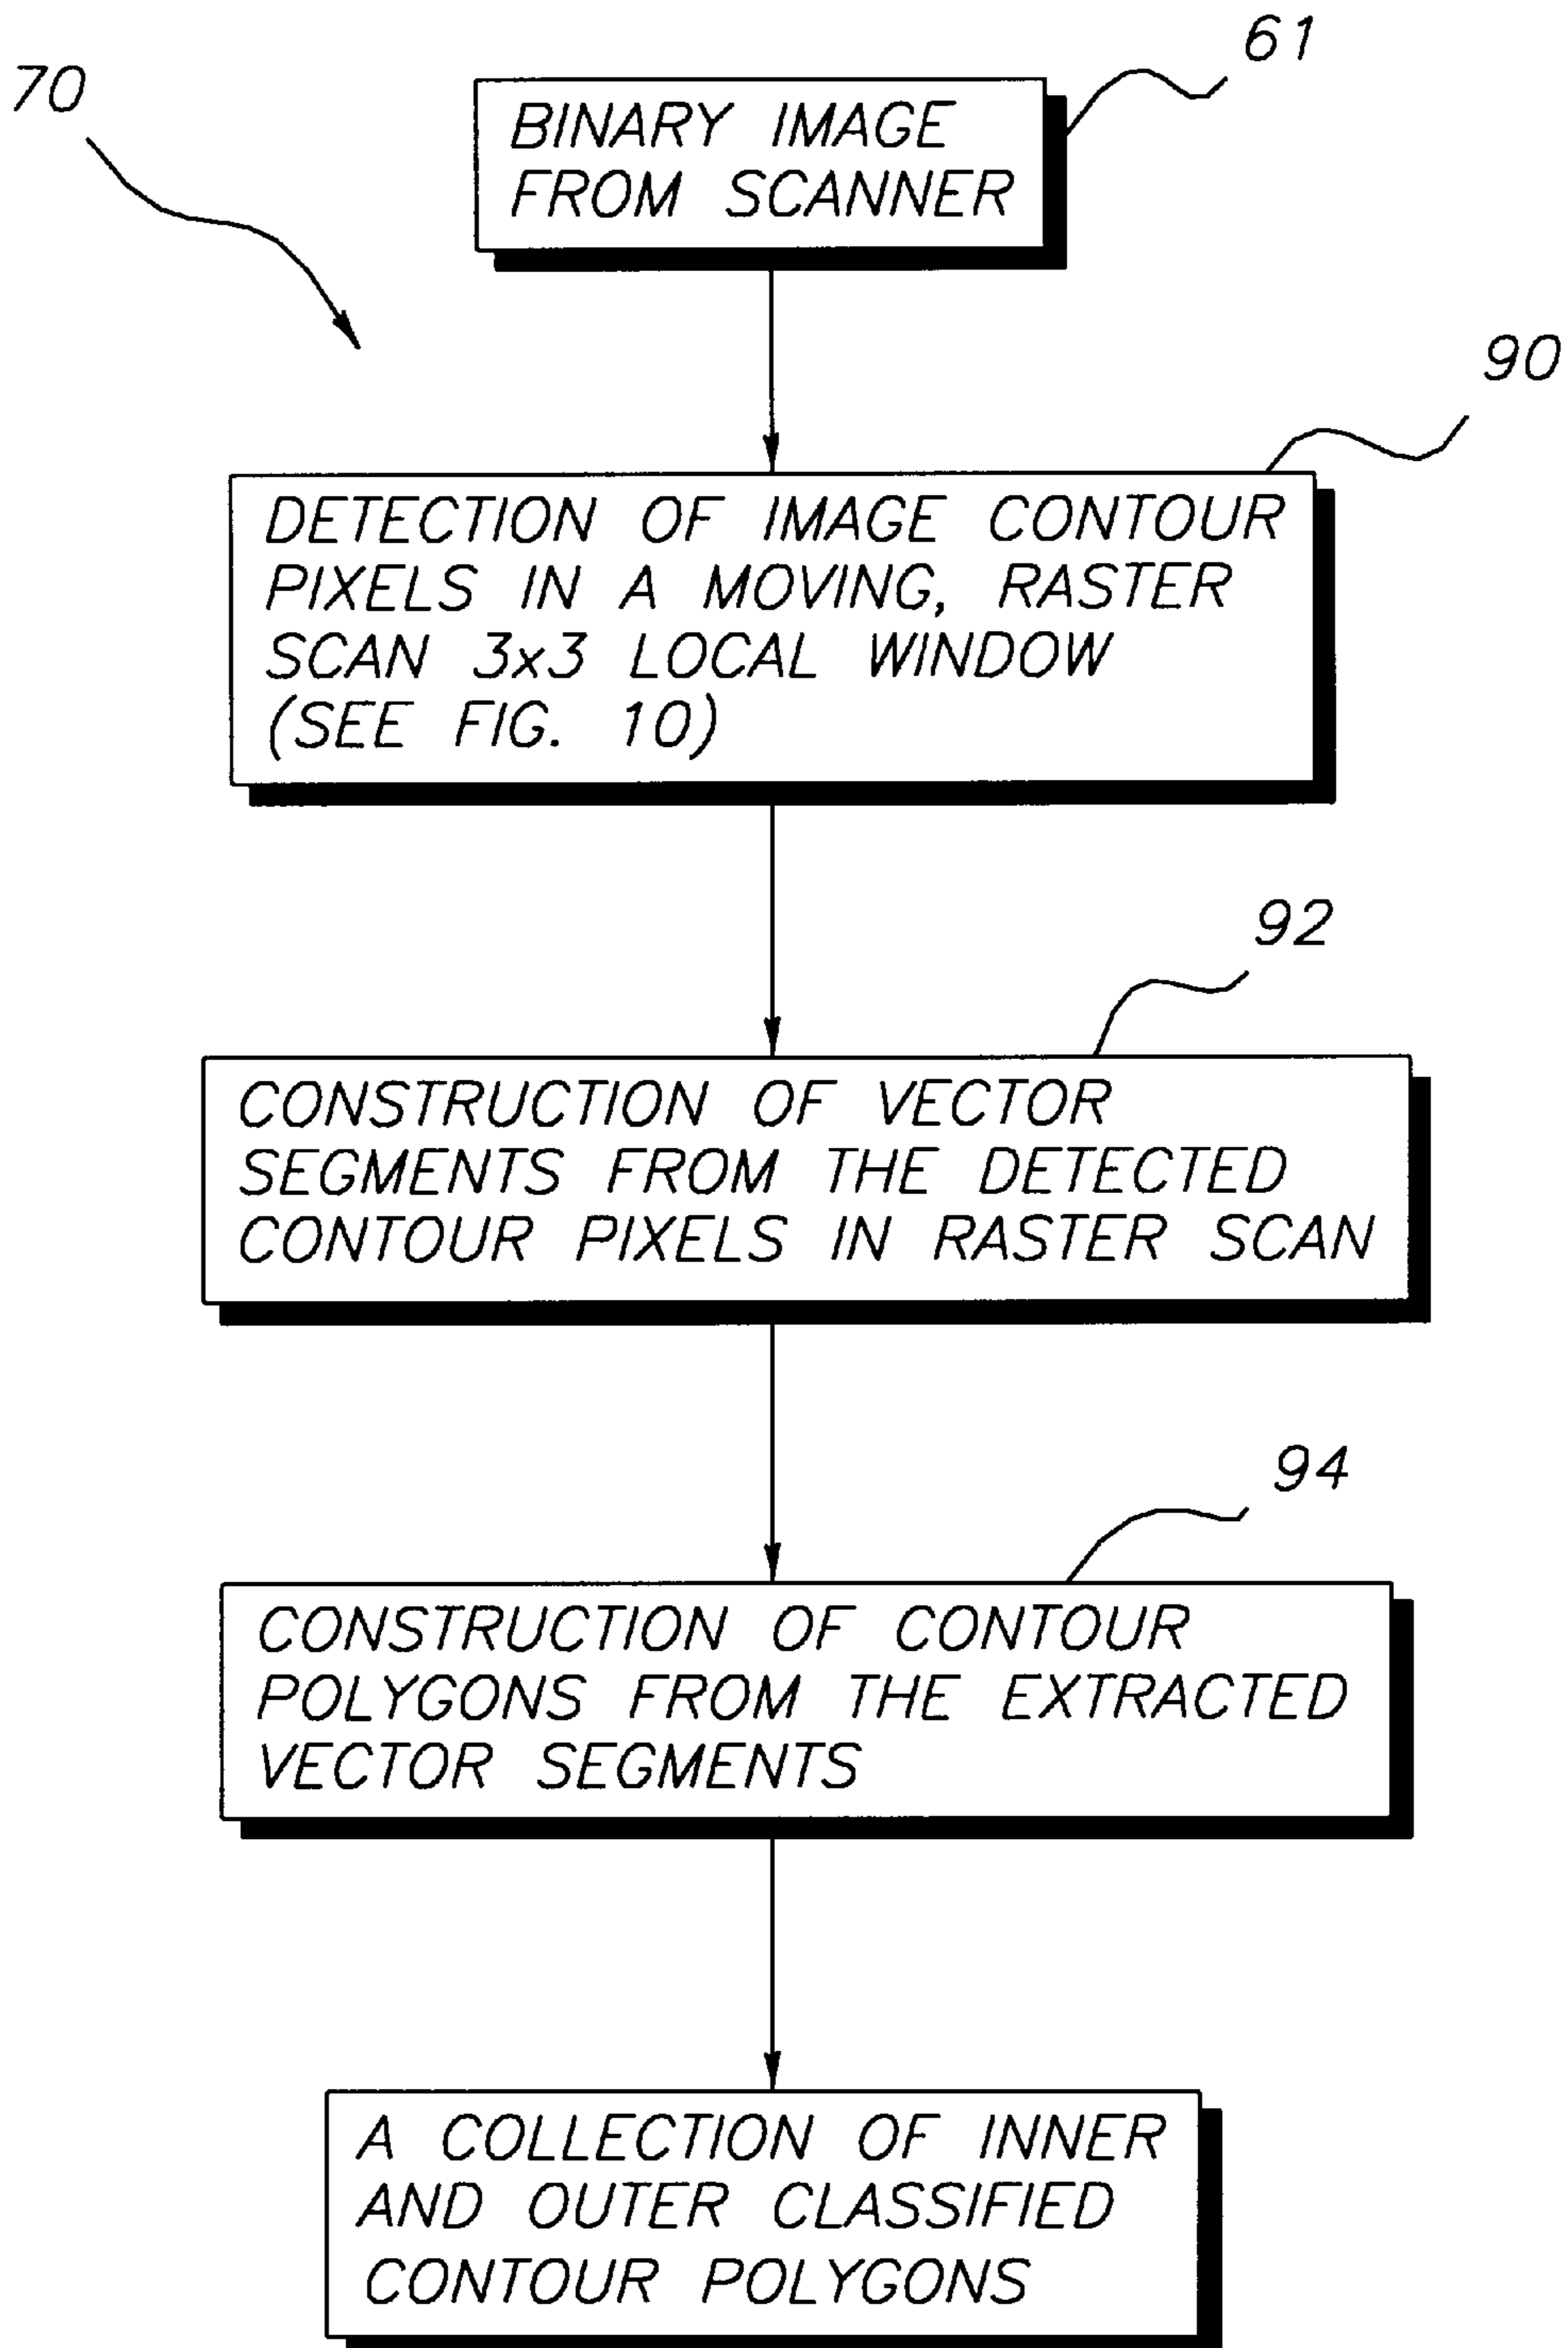 61
70
BINARY IMAGE
FROM SCANNER
90
DETECTION OF IMAGE CONTOUR
PIXELS IN A MOVING, RASTER
SCAN 3x3 LOCAL WINDOW
(SEE FIG. 10)
92
CONSTRUCTION OF VECTOR
SEGMENTS FROM THE DETECTED
CONTOUR PIXELS IN RASTER SCAN
94
CONSTRUCTION OF CONTOUR
POLYGONS FROM THE EXTRACTED
VECTOR SEGMENTS
A COLLECTION OF INNER
AND OUTER CLASSIFIED
CONTOUR POLYGONS